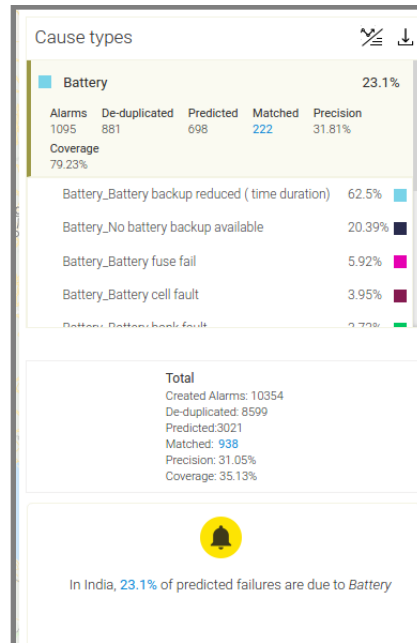 Cause types
Battery 23.1%
Alarms De-duplicated Predicted Matched Precision
1095 881 698 222 31.81%
Coverage
79.23%
Battery_Battery backup reduced ( time duration) 62.5%
Battery_No battery backup available 20.39%
Battery_Battery fuse fail 5.92%
Battery_Battery cell fault 3.95%
Battery_Battery bank fault
Total
Created Alarms: 10354
De-duplicated: 8599
Predicted:3021
Matched: 938
Precision: 31.05%
Coverage: 35.13%
In India, 23.1% of predicted failures are due to Battery